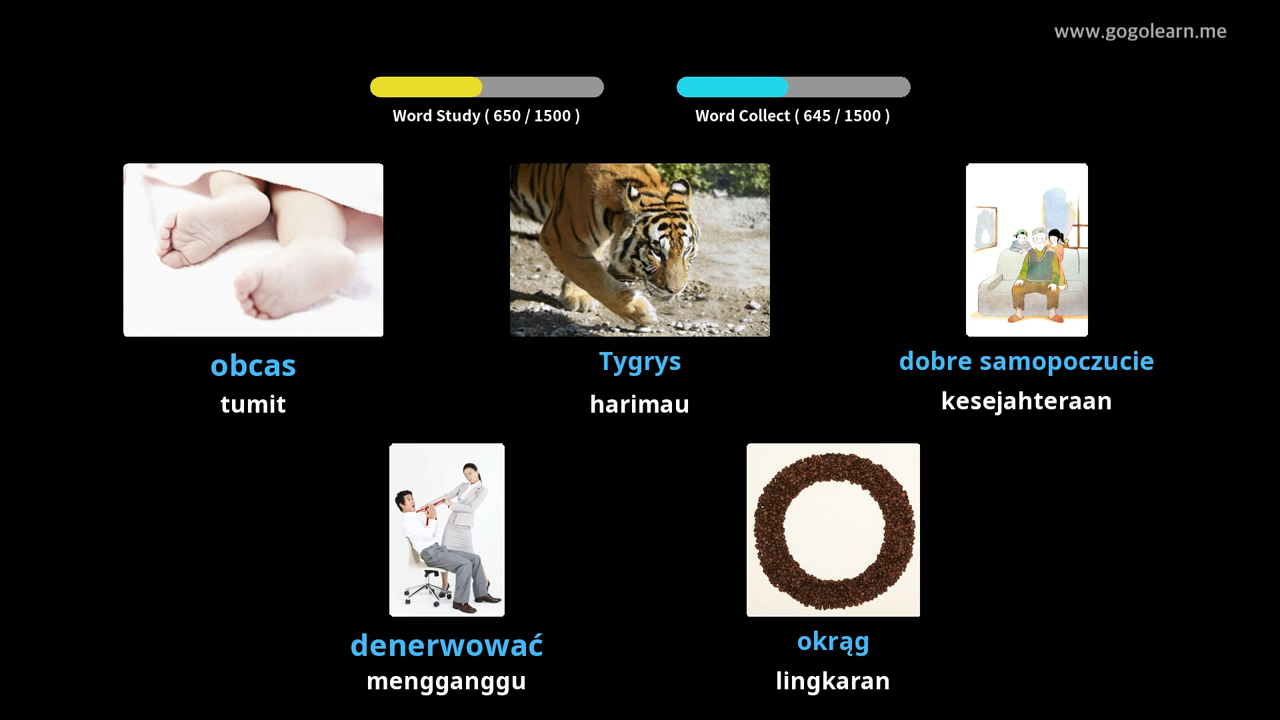 www.gogolearn.me
Word Study ( 650 / 1500 )
Word Collect ( 645 / 1500 )
obcas
tumit
Tygrys
harimau
dobre samopoczucie
kesejahteraan
denerwować
mengganggu
okrąg
lingkaran